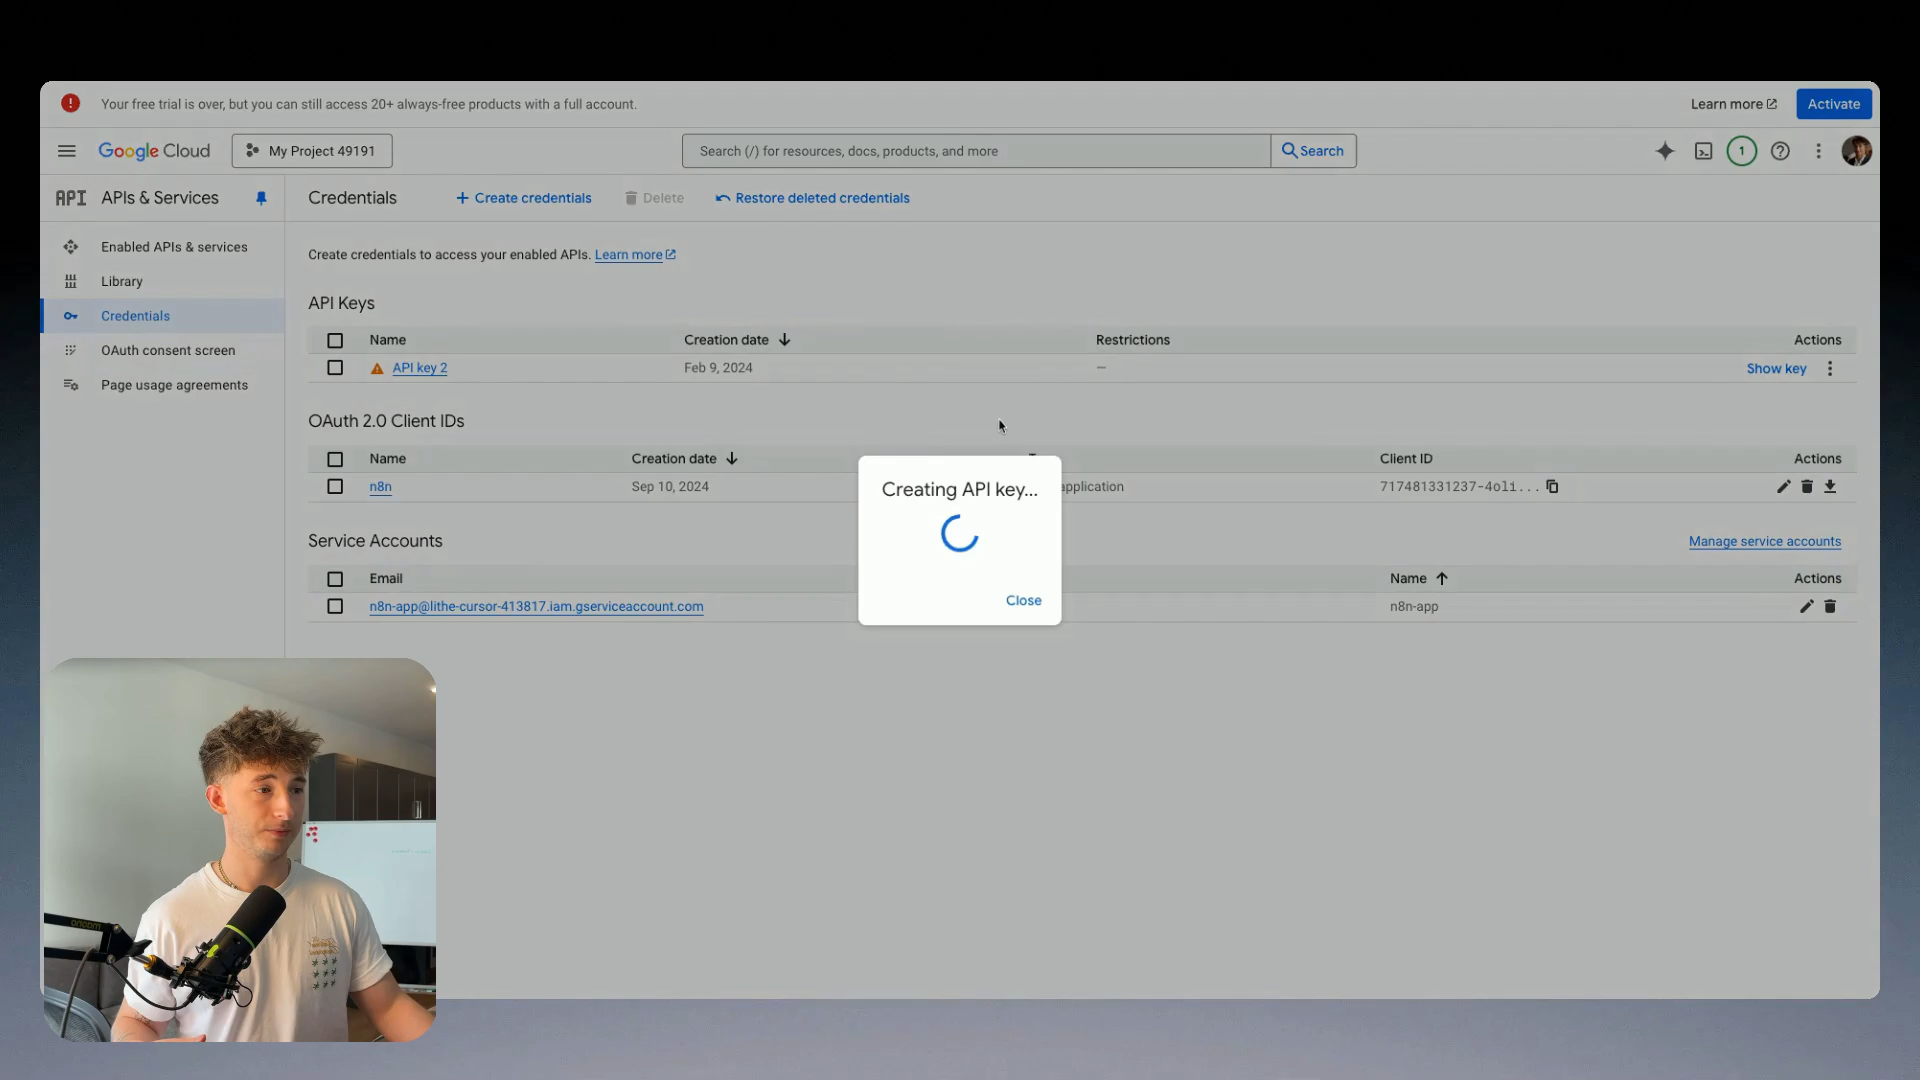 Your free trial is over, but you can still access 20+ always-free products with a full account.
Learn more
Activate
Google Cloud
My Project 49191
Search (/) for resources, docs, products, and more
Search
1
API APIs & Services
Credentials
+ Create credentials
Delete
Restore deleted credentials
Enabled APIs & services
Library
Credentials
OAuth consent screen
Page usage agreements
Create credentials to access your enabled APIs. Learn more
API Keys
Name Creation date Restrictions Actions
API key 2 Feb 9, 2024 — Show key
OAuth 2.0 Client IDs
Name Creation date Client ID Actions
n8n Sep 10, 2024 application 717481331237-4oli...
Creating API key...
Close
Service Accounts
Manage service accounts
Email Name Actions
n8n-app@lithe-cursor-413817.iam.gserviceaccount.com n8n-app